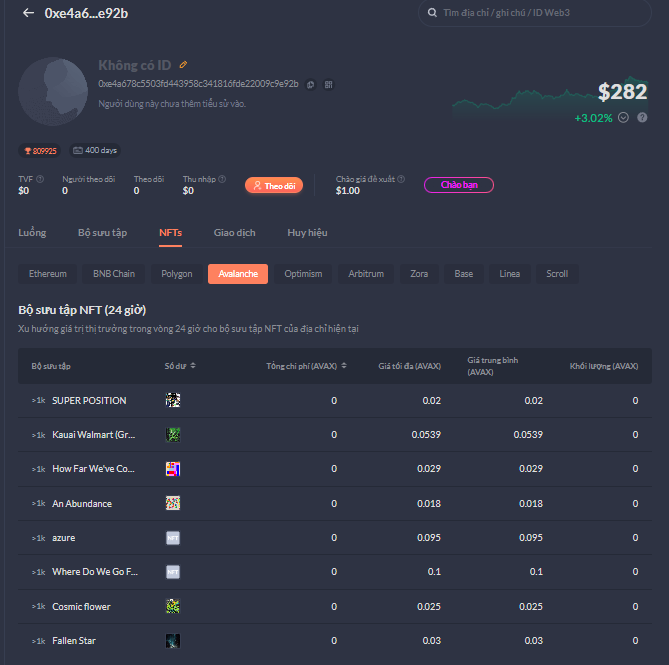 0xe4a6...e92b
Tìm địa chỉ / ghi chú / ID Web3
Không có ID
0xe4a678c5503fd443958c341816fde22009c9e92b
Người dùng này chưa thêm tiểu sử vào.
$282
+3.02%
809925 400 days
TVF Người theo dõi Theo dõi Thu nhập Theo dõi Chào giá đề xuất Chào bạn
$0 0 0 $0 $1.00
Luồng Bộ sưu tập NFTs Giao dịch Huy hiệu
Ethereum BNB Chain Polygon Avalanche Optimism Arbitrum Zora Base Linea Scroll
Bộ sưu tập NFT (24 giờ)
Xu hướng giá trị thị trường trong vòng 24 giờ cho bộ sưu tập NFT của địa chỉ hiện tại
Bộ sưu tập Số dư Tổng chi phí (AVAX) Giá tối đa (AVAX) Giá trung bình (AVAX) Khối lượng (AVAX)
>1k SUPER POSITION 0 0.02 0.02 0
>1k Kauai Walmart (Gr... 0 0.0539 0.0539 0
>1k How Far We've Co... 0 0.029 0.029 0
>1k An Abundance 0 0.018 0.018 0
>1k azure NFT 0 0.095 0.095 0
>1k Where Do We Go F... NFT 0 0.1 0.1 0
>1k Cosmic flower 0 0.025 0.025 0
>1k Fallen Star 0 0.03 0.03 0